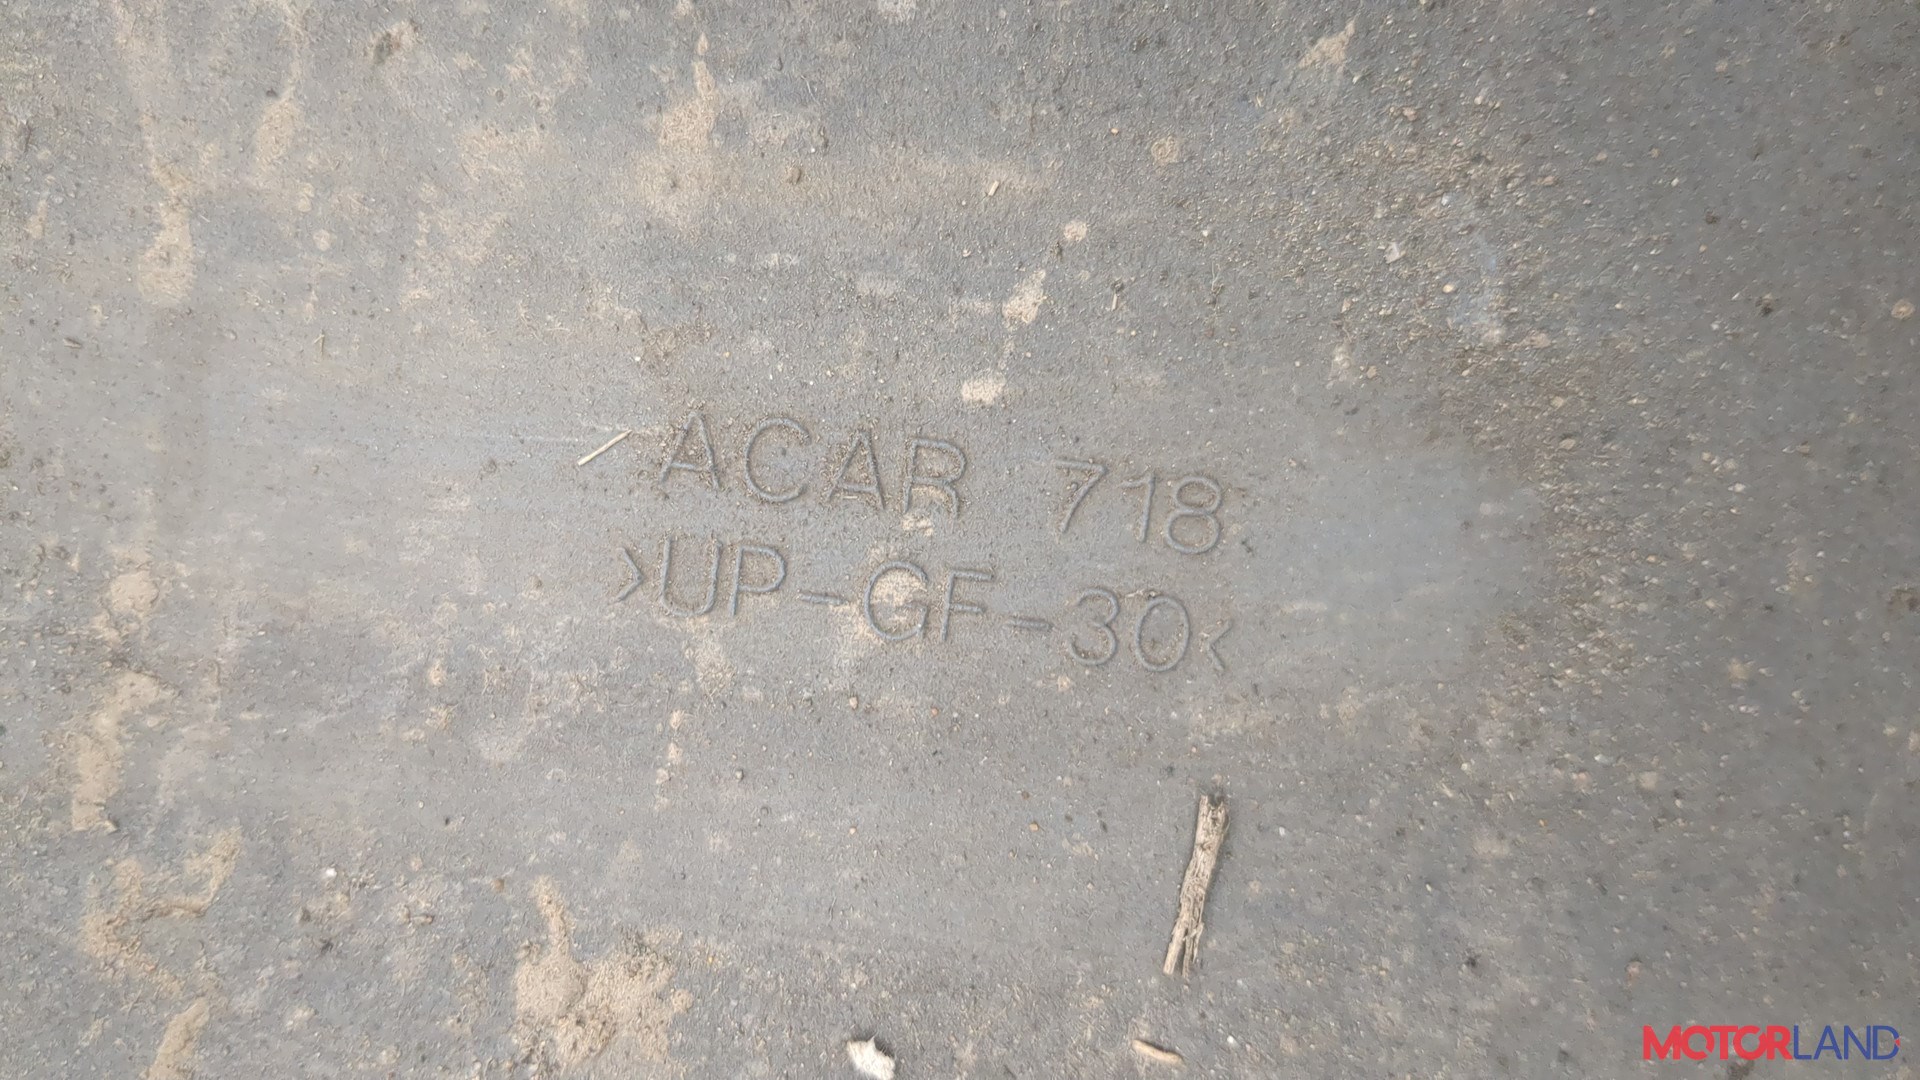 ACAR 718
>UP-GF-30<
MOTORLAND